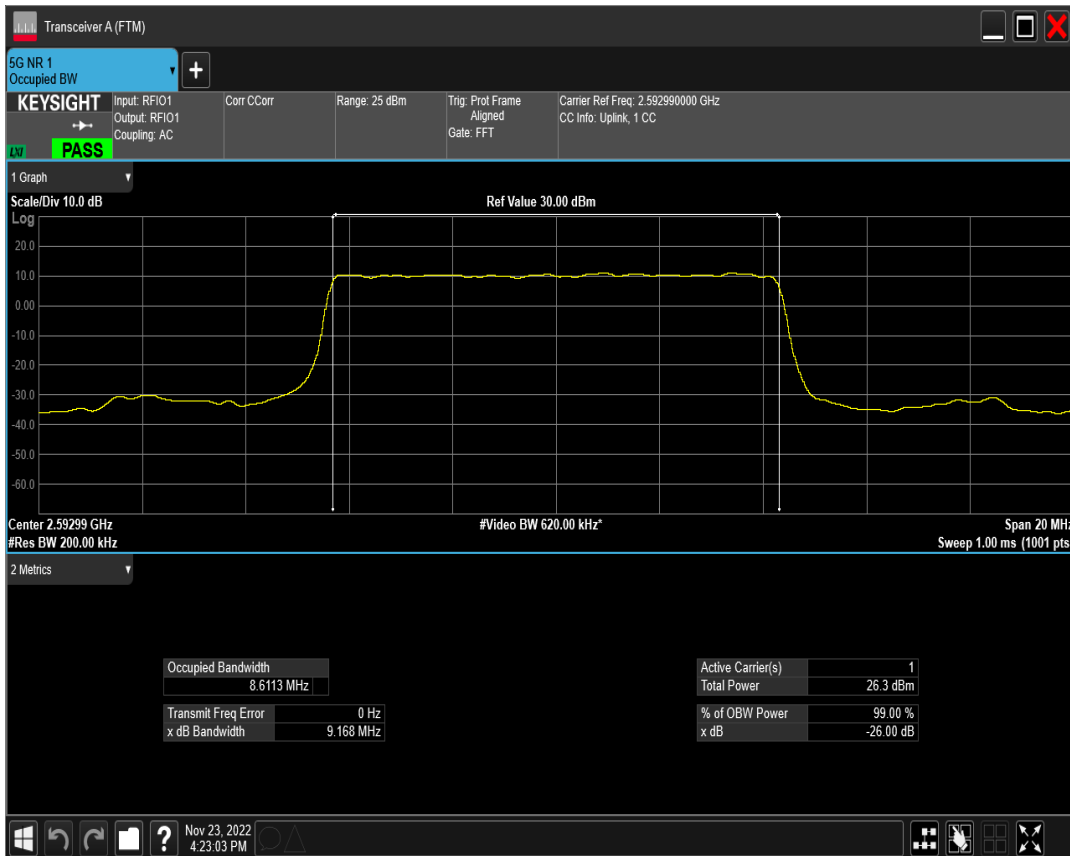 Transceiver A (FTM)
5G NR 1
Occupied BW
+
KEYSIGHT
LXI
PASS
Input: RFIO1
Output: RFIO1
Coupling: AC
Corr CCorr
Range: 25 dBm
Trig: Prot Frame
Aligned
Gate: FFT
Carrier Ref Freq: 2.592990000 GHz
CC Info: Uplink, 1 CC
1 Graph
Scale/Div 10.0 dB
Ref Value 30.00 dBm
Log
20.0
10.0
0.00
-10.0
-20.0
-30.0
-40.0
-50.0
-60.0
Center 2.59299 GHz
#Video BW 620.00 kHz*
Span 20 MHz
#Res BW 200.00 kHz
Sweep 1.00 ms (1001 pts
2 Metrics
Occupied Bandwidth
8.6113 MHz
Transmit Freq Error 0 Hz
x dB Bandwidth 9.168 MHz
Active Carrier(s) 1
Total Power 26.3 dBm
% of OBW Power 99.00 %
x dB -26.00 dB
?
Nov 23, 2022
4:23:03 PM